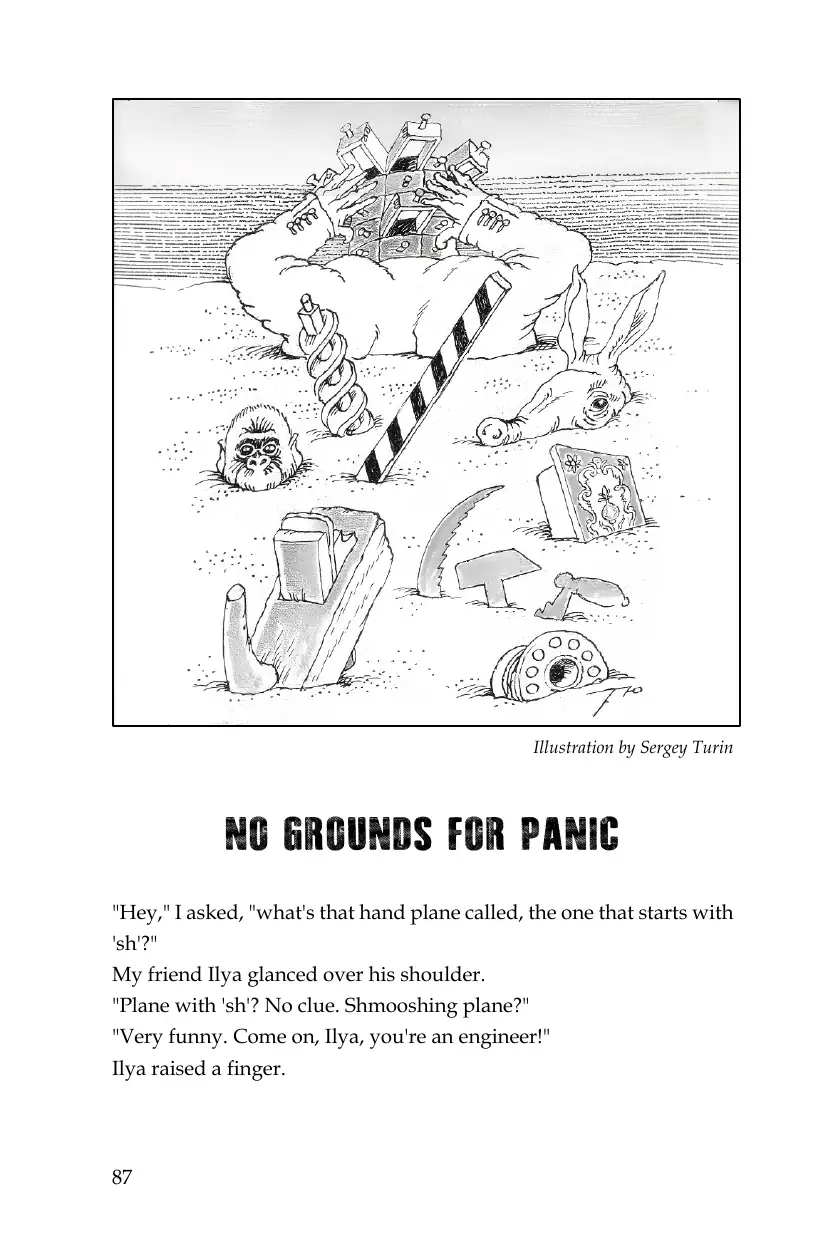 Illustration by Sergey Turin
NO GROUNDS FOR PANIC
"Hey," I asked, "what's that hand plane called, the one that starts with
'sh'?"
My friend Ilya glanced over his shoulder.
"Plane with 'sh'? No clue. Shmooshing plane?"
"Very funny. Come on, Ilya, you're an engineer!"
Ilya raised a finger.
87